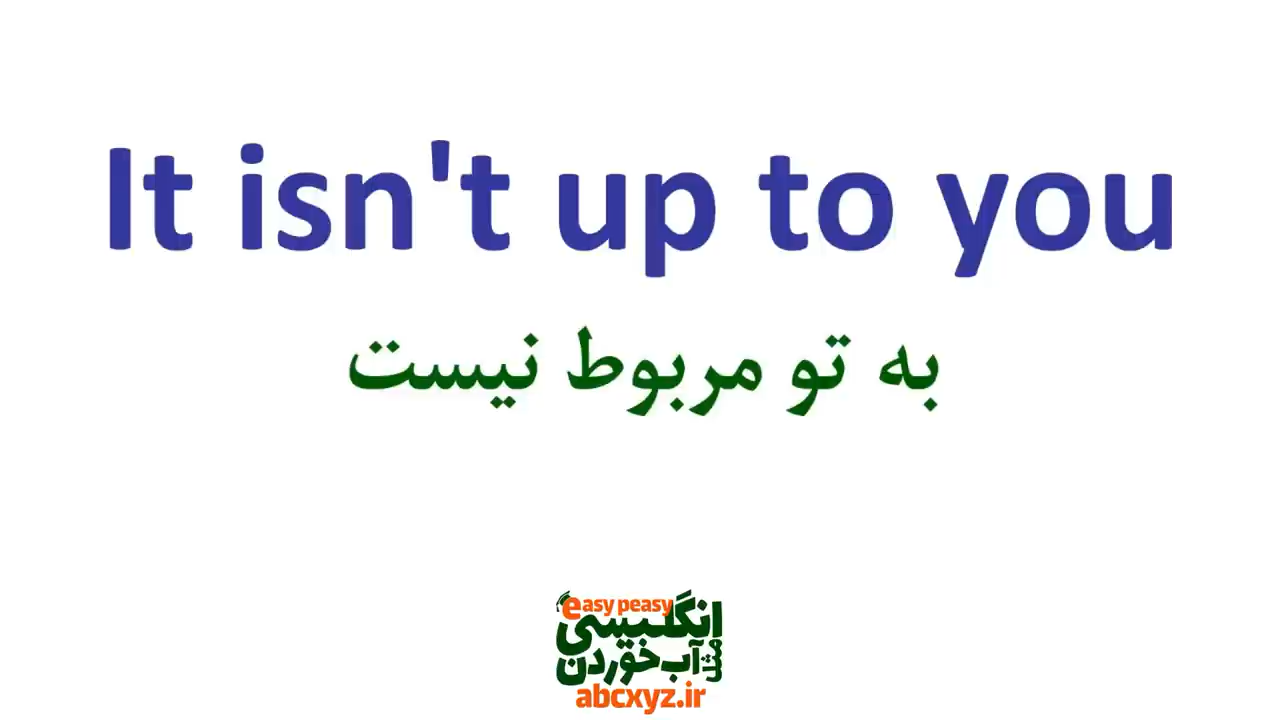 It isn't up to you
به تو مربوط نیست
easy peasy
انگلیسی
مثل آب خوردن
abcxyz.ir